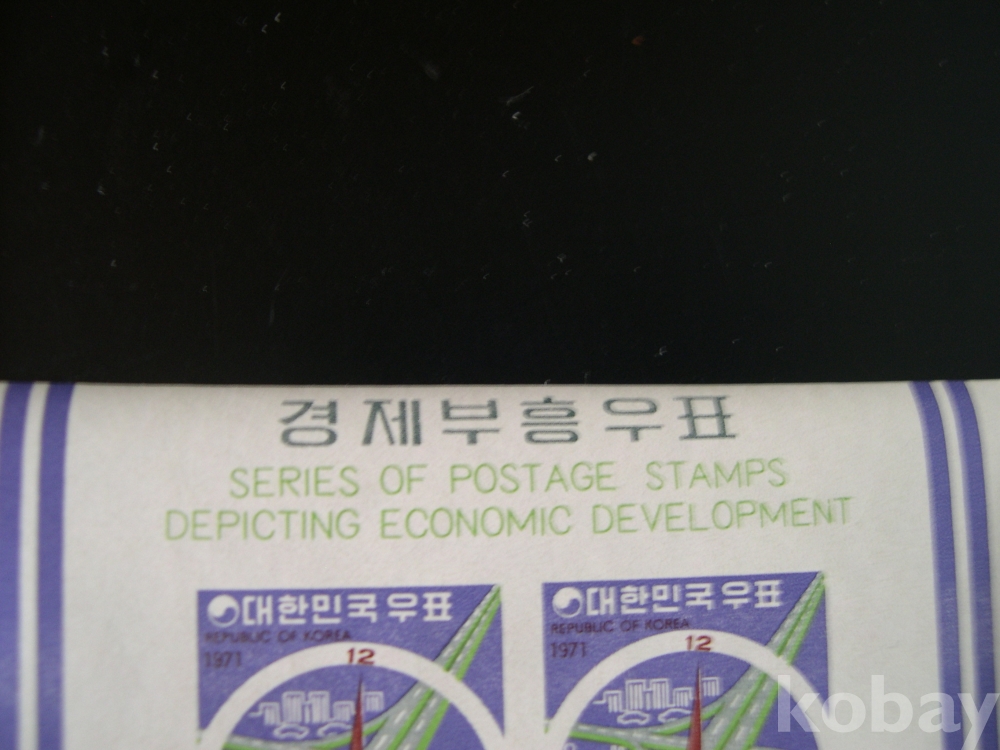 경제부흥우표
SERIES OF POSTAGE STAMPS
DEPICTING ECONOMIC DEVELOPMENT
대한민국우표
REPUBLIC OF KOREA
1971
12
대한민국우표
REPUBLIC OF KOREA
1971
12
kobay